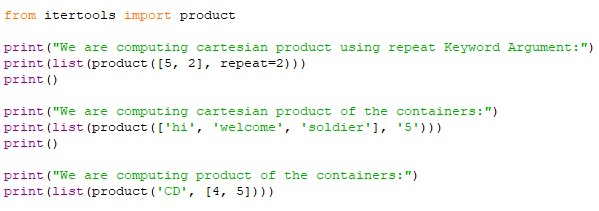 from itertools import product
print("We are computing cartesian product using repeat Keyword Argument:")
print(list(product([5, 2], repeat=2)))
print()
print("We are computing cartesian product of the containers:")
print(list(product(['hi', 'welcome', 'soldier'], '5')))
print()
print("We are computing product of the containers:")
print(list(product('CD', [4, 5])))